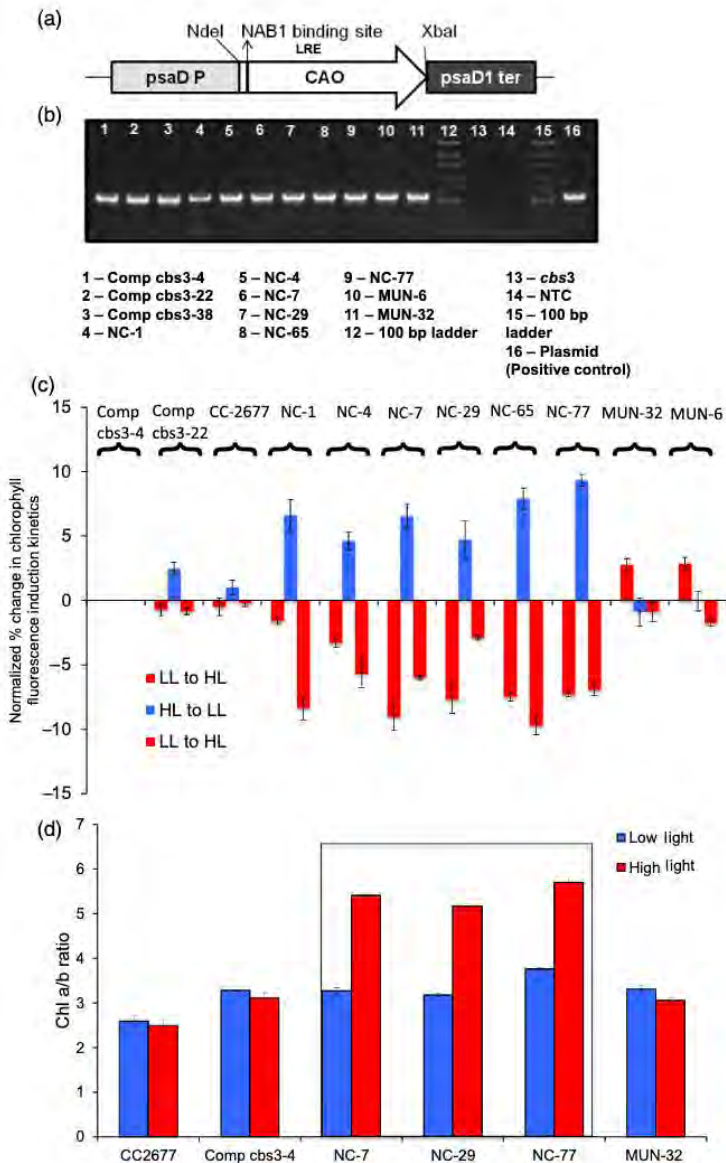 (a)
NdeI NAB1 binding site XbaI
LRE
psaD P CAO psaD1 ter
(b)
1 2 3 4 5 6 7 8 9 10 11 12 13 14 15 16
1 – Comp cbs3-4 5 – NC-4 9 – NC-77 13 – cbs3
2 – Comp cbs3-22 6 – NC-7 10 – MUN-6 14 – NTC
3 – Comp cbs3-38 7 – NC-29 11 – MUN-32 15 – 100 bp
4 – NC-1 8 – NC-65 12 – 100 bp ladder ladder
16 – Plasmid
(Positive control)
(c)
Comp Comp CC-2677 NC-1 NC-4 NC-7 NC-29 NC-65 NC-77 MUN-32 MUN-6
cbs3-4 cbs3-22
Normalized % change in chlorophyll
fluorescence induction kinetics
15
10
5
0
–5
–10
–15
LL to HL
HL to LL
LL to HL
(d)
Chl a/b ratio
7
6
5
4
3
2
1
0
Low light
High light
CC2677 Comp cbs3-4 NC-7 NC-29 NC-77 MUN-32